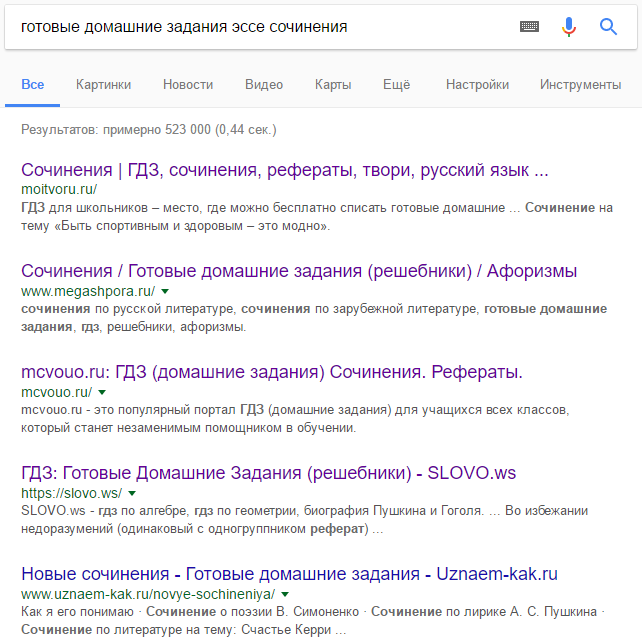 готовые домашние задания эссе сочинения
Все Картинки Новости Видео Карты Ещё Настройки Инструменты
Результатов: примерно 523 000 (0,44 сек.)
Сочинения | ГДЗ, сочинения, рефераты, твори, русский язык ...
moitvoru.ru/
ГДЗ для школьников – место, где можно бесплатно списать готовые домашние ... Сочинение на
тему «Быть спортивным и здоровым – это модно».
Сочинения / Готовые домашние задания (решебники) / Афоризмы
www.megashpora.ru/
сочинения по русской литературе, сочинения по зарубежной литературе, готовые домашние
задания, гдз, решебники, афоризмы.
mcvouo.ru: ГДЗ (домашние задания) Сочинения. Рефераты.
mcvouo.ru/
mcvouo.ru - это популярный портал ГДЗ (домашние задания) для учащихся всех классов,
который станет незаменимым помощником в обучении.
ГДЗ: Готовые Домашние Задания (решебники) - SLOVO.ws
https://slovo.ws/
SLOVO.ws - гдз по алгебре, гдз по геометрии, биография Пушкина и Гоголя. ... Во избежании
недоразумений (одинаковый с одногруппником реферат) ...
Новые сочинения - Готовые домашние задания - Uznaem-kak.ru
www.uznaem-kak.ru/novye-sochineniya/
Как я его понимаю · Сочинение о поэзии В. Симоненко · Сочинение по лирике А. С. Пушкина ·
Сочинение по литературе на тему: Счастье Керри ...